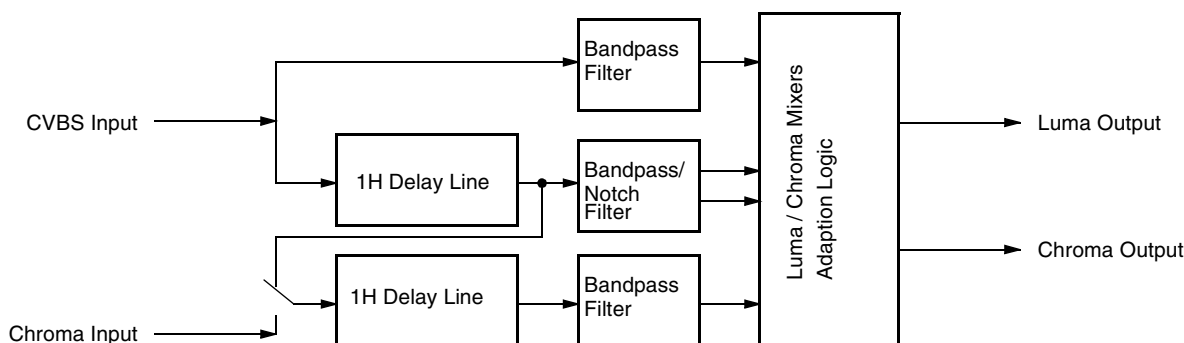 Bandpass
Filter
CVBS Input
Luma Output
1H Delay Line
Bandpass/
Notch
Filter
Luma / Chroma Mixers
Adaption Logic
Chroma Output
1H Delay Line
Bandpass
Filter
Chroma Input